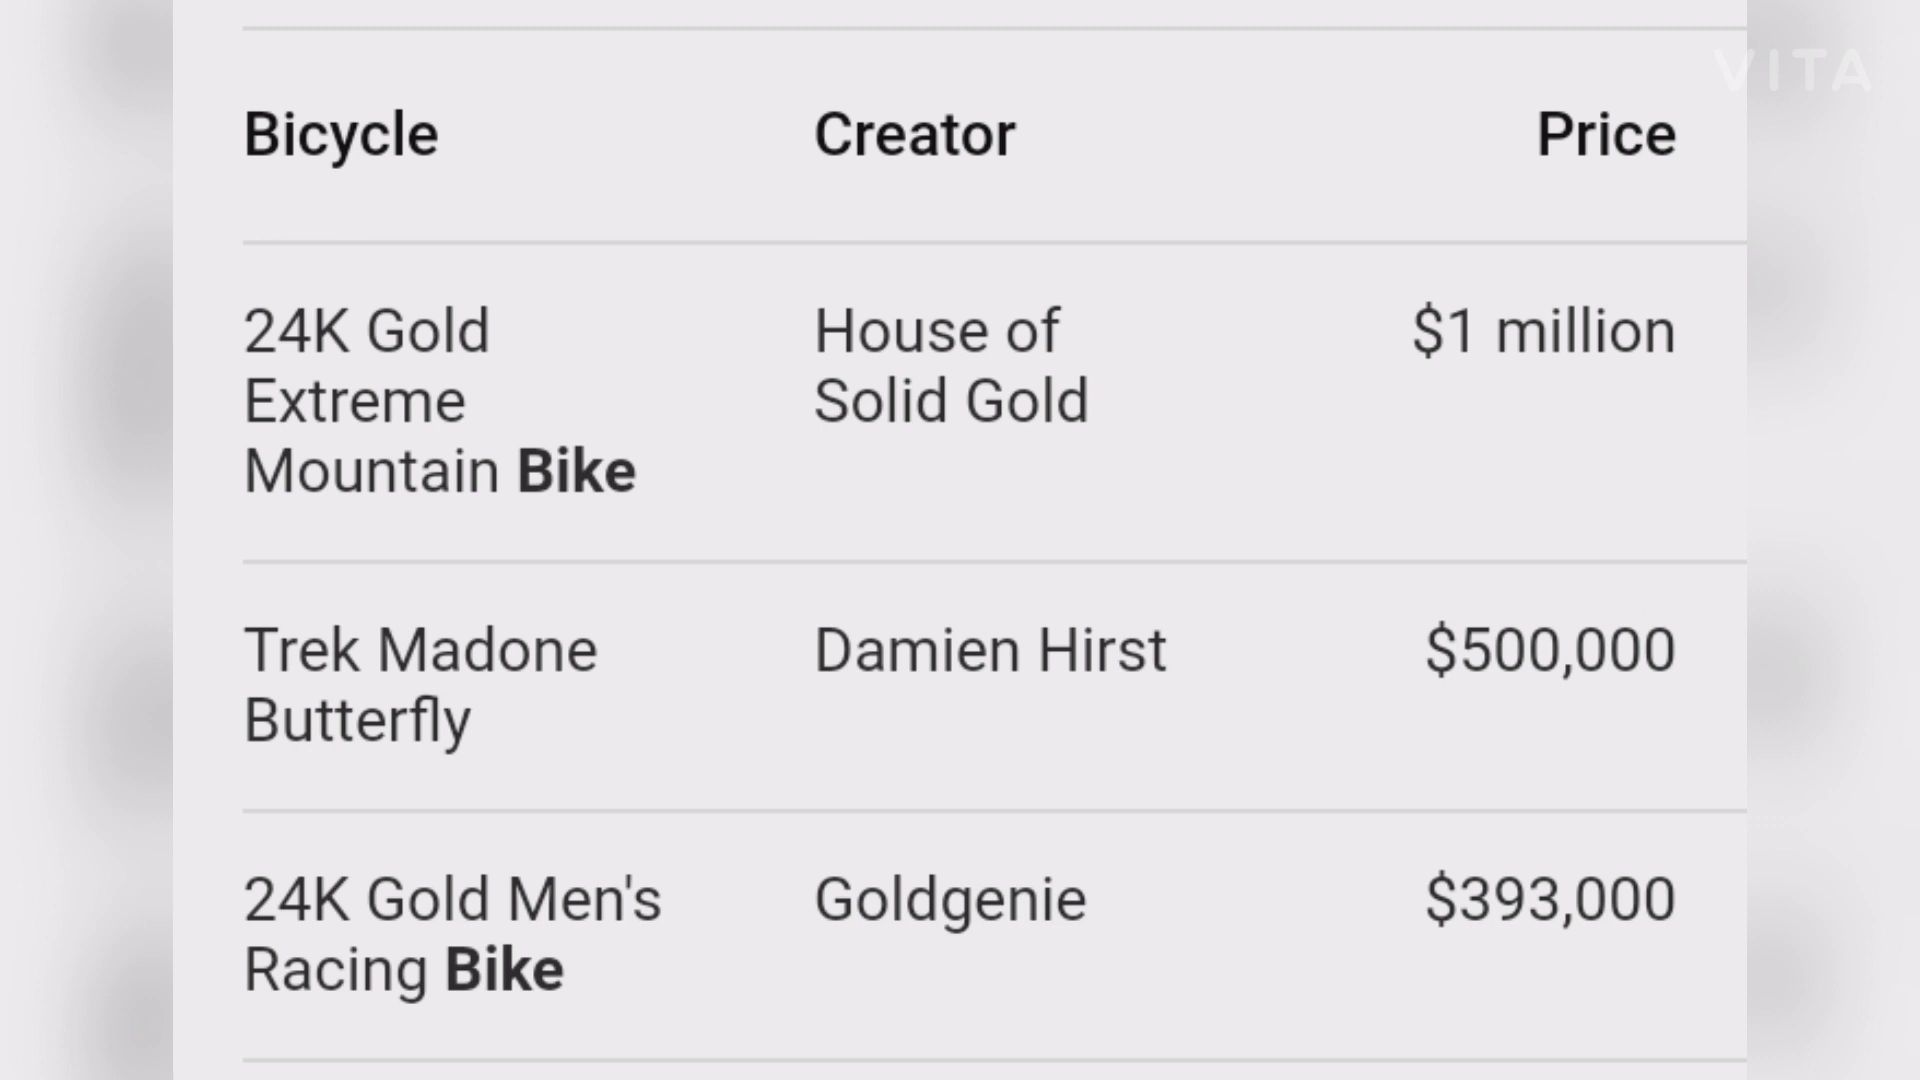 VITA
Bicycle Creator Price
24K Gold House of $1 million
Extreme Solid Gold
Mountain Bike
Trek Madone Damien Hirst $500,000
Butterfly
24K Gold Men's Goldgenie $393,000
Racing Bike